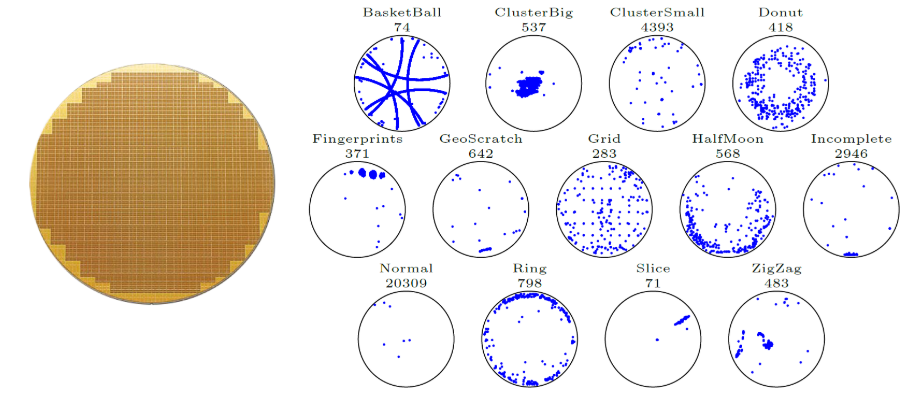 BasketBall
74
ClusterBig
537
ClusterSmall
4393
Donut
418
Fingerprints
371
GeoScratch
642
Grid
283
HalfMoon
568
Incomplete
2946
Normal
20309
Ring
798
Slice
71
ZigZag
483